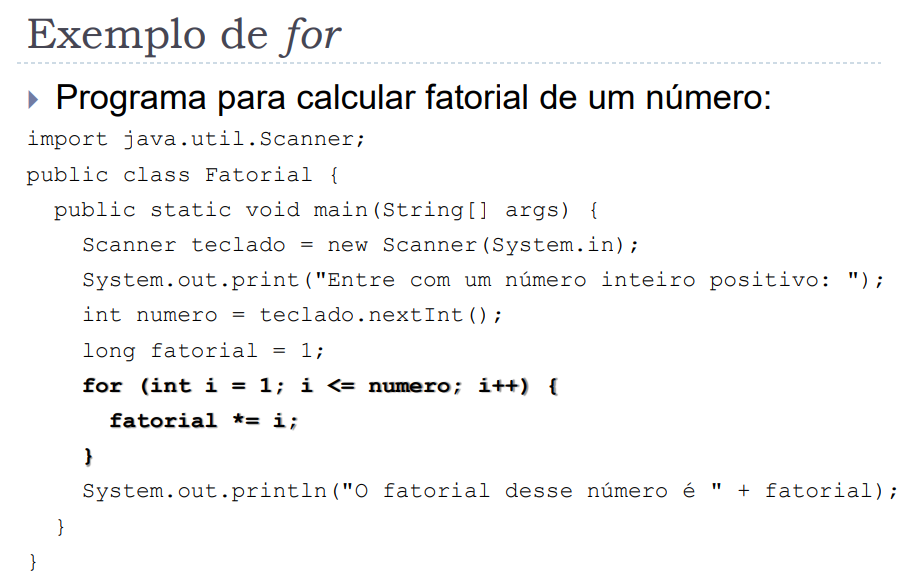 Exemplo de for
Programa para calcular fatorial de um número:
import java.util.Scanner;
public class Fatorial {
  public static void main(String[] args) {
    Scanner teclado = new Scanner(System.in);
    System.out.print("Entre com um número inteiro positivo: ");
    int numero = teclado.nextInt();
    long fatorial = 1;
    for (int i = 1; i <= numero; i++) {
      fatorial *= i;
    }
    System.out.println("O fatorial desse número é " + fatorial);
  }
}